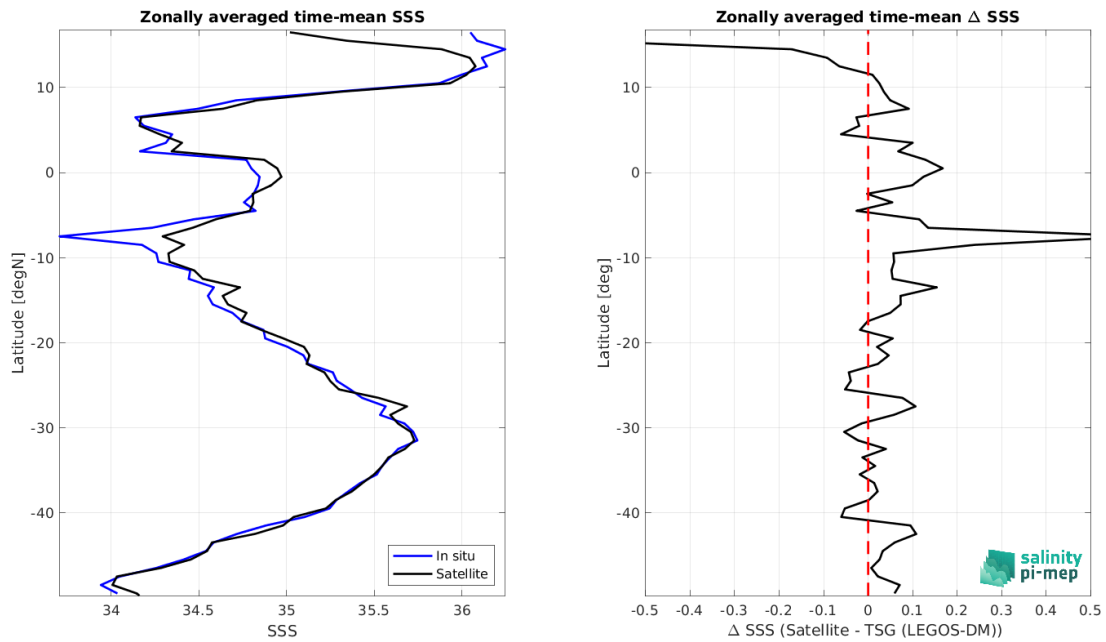 Zonally averaged time-mean SSS
Latitude [degN]
10
0
-10
-20
-30
-40
34
34.5
35
35.5
36
SSS
In situ
Satellite
Zonally averaged time-mean Δ SSS
Latitude [deg]
10
0
-10
-20
-30
-40
-0.5
-0.4
-0.3
-0.2
-0.1
0
0.1
0.2
0.3
0.4
0.5
Δ SSS (Satellite - TSG (LEGOS-DM))
salinity
pi-mep